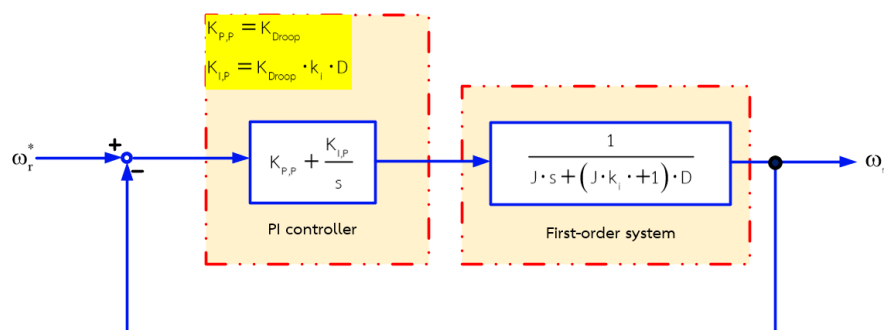 K_P,P = K_Droop
K_I,P = K_Droop · k_i · D
+
ω_r^*
−
K_P,P + K_I,P / s
1 / J · s + (J · k_i · +1) · D
ω_r
PI controller
First-order system